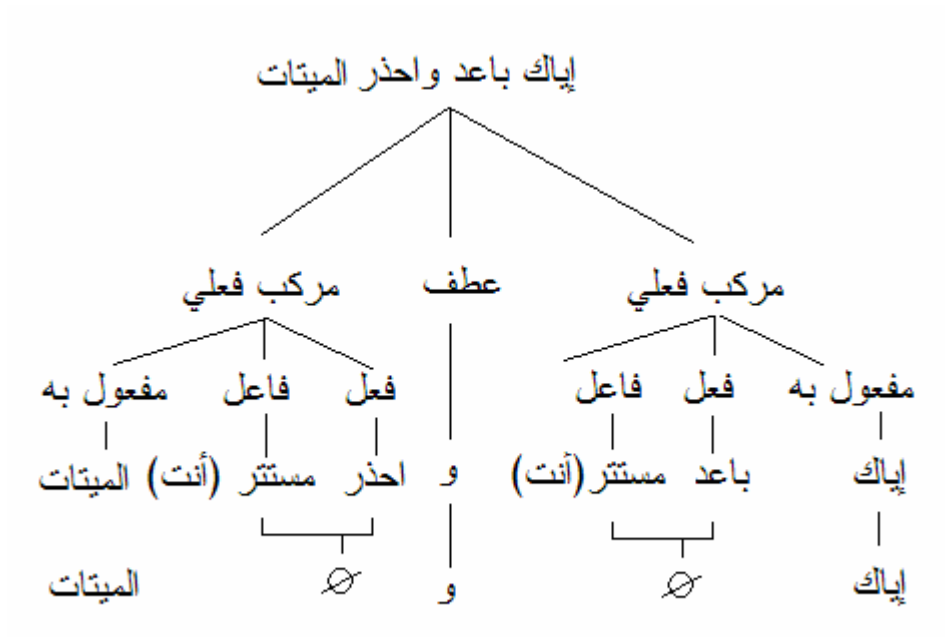 إياك باعد واحذر الميتات
مركب فعلي عطف مركب فعلي
مفعول به فعل فاعل فعل فاعل مفعول به
إياك باعد مستتر (أنت) و احذر مستتر (أنت) الميتات
إياك ∅ و ∅ الميتات